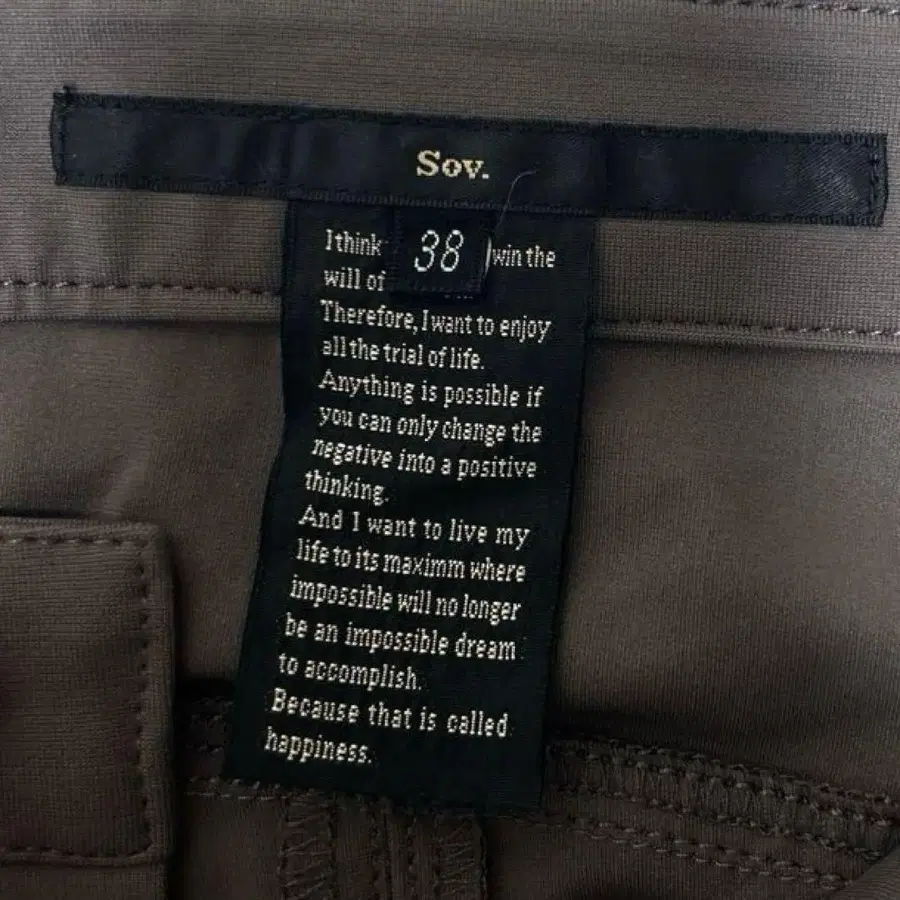 Sov.
38
I think win the
will of
Therefore, I want to enjoy
all the trial of life.
Anything is possible if
you can only change the
negative into a positive
thinking.
And I want to live my
life to its maximm where
impossible will no longer
be an impossible dream
to accomplish.
Because that is called
happiness.